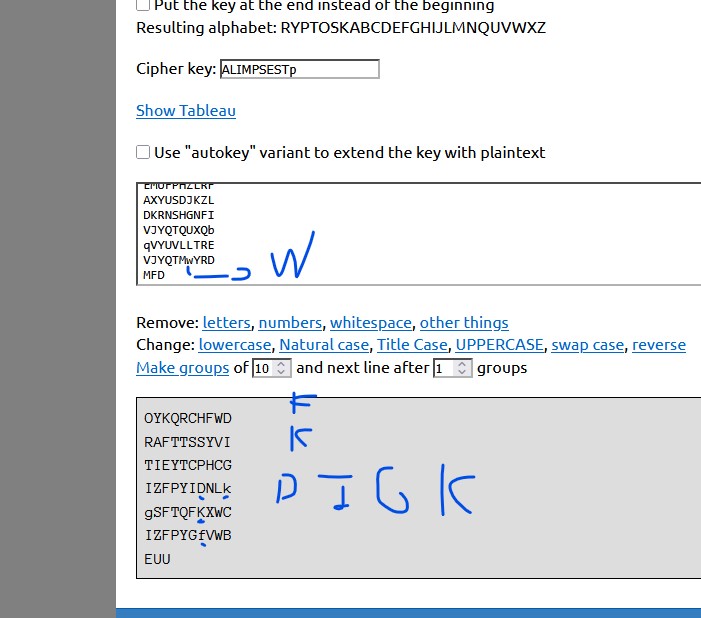 Put the key at the end instead of the beginning
Resulting alphabet: RYPTOSKABCDEFGHIJLMNQUVWXZ
Cipher key: ALIMPSESTp
Show Tableau
Use "autokey" variant to extend the key with plaintext
EMUFPHZLRF
AXYUSDJKZL
DKRNSHGNFI
VJYQTQUXQb
qVYUVLLTRE
VJYQTMwYRD
MFD
W
Remove: letters, numbers, whitespace, other things
Change: lowercase, Natural case, Title Case, UPPERCASE, swap case, reverse
Make groups of 10 and next line after 1 groups
OYKQRCHFWD
F
RAFTTSSYVI
K
TIEYTCPHCG
IZFPYIDNLk
D I G K
gSFTQFKXWC
IZFPYGfVWB
EUU